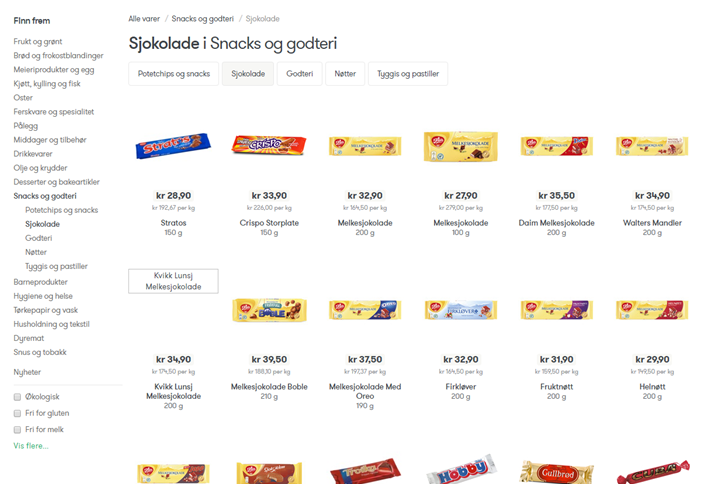 Finn frem
Frukt og grønt
Brød og frokostblandinger
Meieriprodukter og egg
Kjøtt, kylling og fisk
Oster
Ferskvare og spesialitet
Pålegg
Middager og tilbehør
Drikkevarer
Olje og krydder
Desserter og bakeartikler
Snacks og godteri
Potetchips og snacks
Sjokolade
Godteri
Nøtter
Tyggis og pastiller
Barneprodukter
Hygiene og helse
Tørkepapir og vask
Husholdning og tekstil
Dyremat
Snus og tobakk
Nyheter
Økologisk
Fri for gluten
Fri for melk
Vis flere...
Alle varer / Snacks og godteri / Sjokolade
Sjokolade i Snacks og godteri
Potetchips og snacks Sjokolade Godteri Nøtter Tyggis og pastiller
Stratos CRISPO MELKESJOKOLADE MELKESJOKOLADE MELKESJOKOLADE MELKESJOKOLADE
kr 28,90 kr 33,90 kr 32,90 kr 27,90 kr 35,50 kr 34,90
kr 192,67 per kg kr 226,00 per kg kr 164,50 per kg kr 279,00 per kg kr 177,50 per kg kr 174,50 per kg
Stratos Crispo Storplate Melkesjokolade Melkesjokolade Daim Melkesjokolade Walters Mandler
150 g 150 g 200 g 100 g 200 g 200 g
Kvikk Lunsj
Melkesjokolade
BOBLE OREO FIRKLØVER
kr 34,90 kr 39,50 kr 37,50 kr 32,90 kr 31,90 kr 29,90
kr 174,50 per kg kr 188,10 per kg kr 197,37 per kg kr 164,50 per kg kr 159,50 per kg kr 149,50 per kg
Kvikk Lunsj Melkesjokolade Boble Melkesjokolade Med Firkløver Fruktnøtt Helnøtt
Melkesjokolade 210 g Oreo 200 g 200 g 200 g
200 g 190 g
Troika HOBBY Gullbrød CUBA